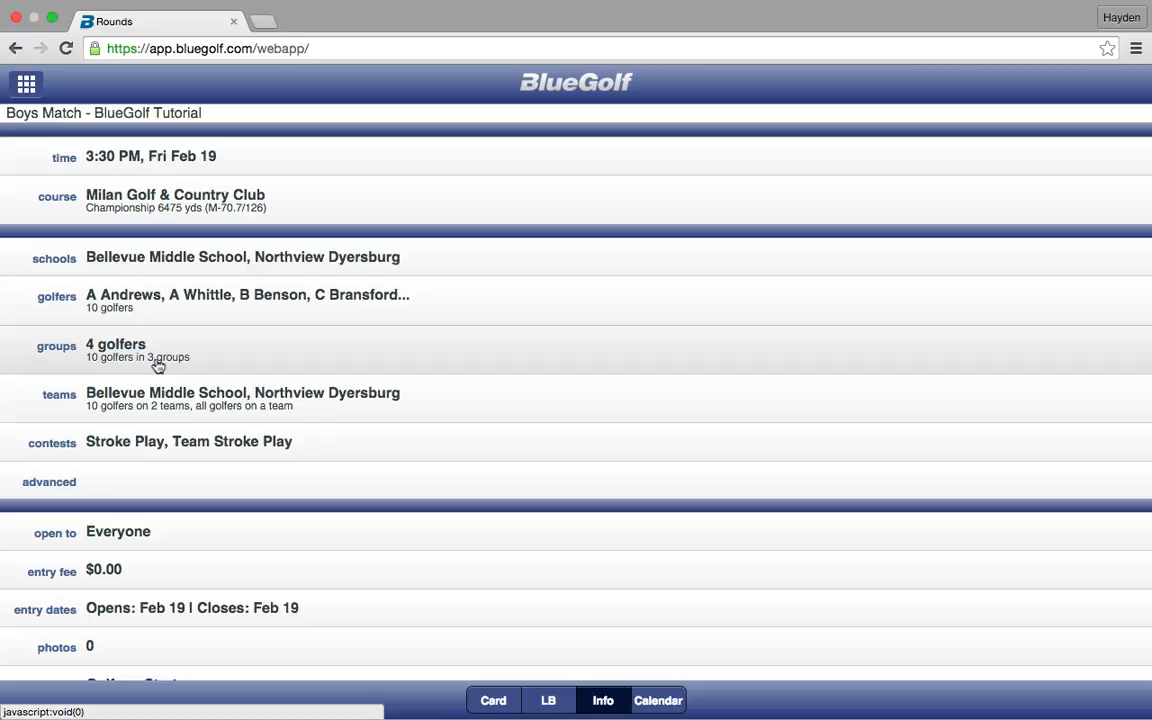 Rounds
Hayden
https://app.bluegolf.com/webapp/
BlueGolf
Boys Match - BlueGolf Tutorial
time 3:30 PM, Fri Feb 19
course Milan Golf & Country Club
Championship 6475 yds (M-70.7/126)
schools Bellevue Middle School, Northview Dyersburg
golfers A Andrews, A Whittle, B Benson, C Bransford...
10 golfers
groups 4 golfers
10 golfers in 3 groups
teams Bellevue Middle School, Northview Dyersburg
10 golfers on 2 teams, all golfers on a team
contests Stroke Play, Team Stroke Play
advanced
open to Everyone
entry fee $0.00
entry dates Opens: Feb 19 | Closes: Feb 19
photos 0
Card LB Info Calendar
javascript:void(0)